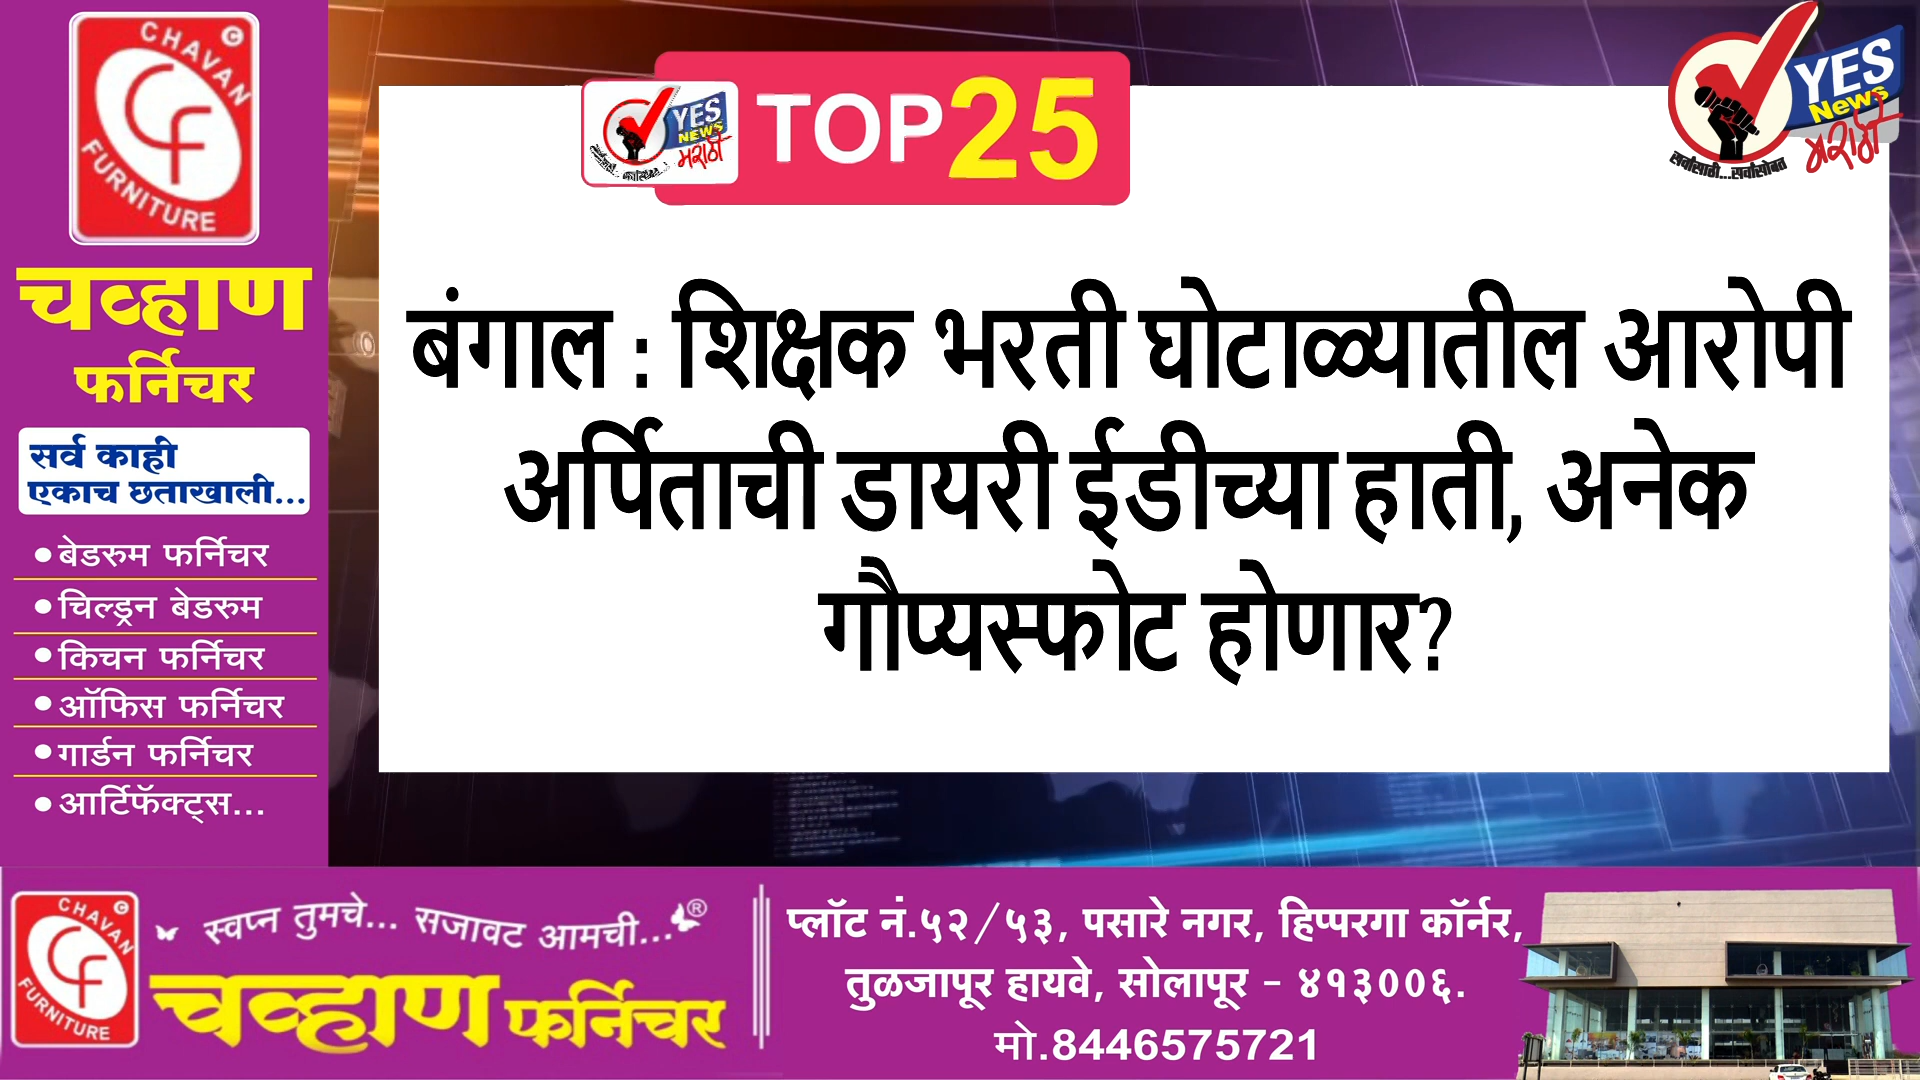 CHAVAN
CF
FURNITURE
चव्हाण
फर्निचर
सर्व काही
एकाच छताखाली...
• बेडरुम फर्निचर
• चिल्ड्रन बेडरुम
• किचन फर्निचर
• ऑफिस फर्निचर
• गार्डन फर्निचर
• आर्टिफॅक्ट्स...
YES
NEWS
मराठी
TOP25
YES
News
मराठी
सर्वांसाठी...सर्वांसोबत
बंगाल : शिक्षक भरती घोटाळ्यातील आरोपी
अर्पिताची डायरी ईडीच्या हाती, अनेक
गौप्यस्फोट होणार?
CHAVAN
CF
FURNITURE
स्वप्न तुमचे... सजावट आमची...®
चव्हाण फर्निचर
प्लॉट नं.५२/५३, पसारे नगर, हिप्परगा कॉर्नर,
तुळजापूर हायवे, सोलापूर - ४१३००६.
मो.8446575721